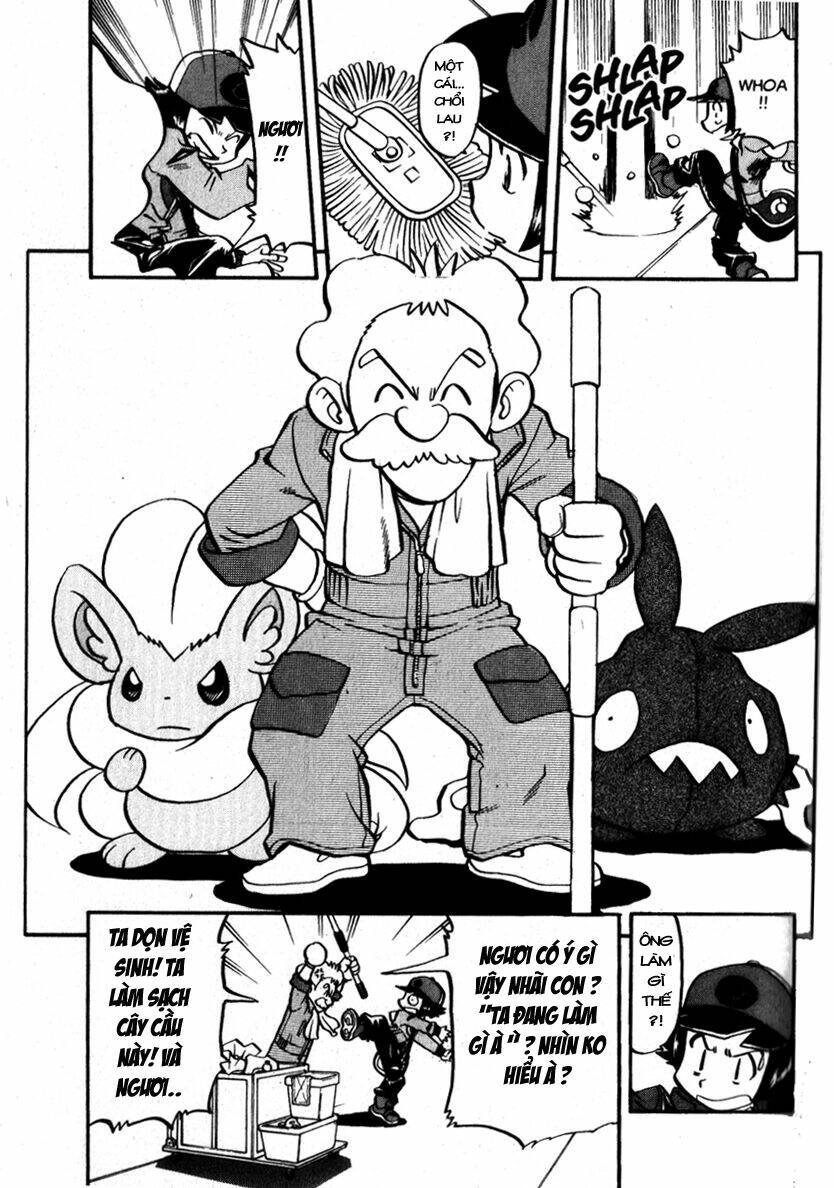 WHOA
!!
SHLAP
SHLAP
MỘT
CÁI..
CHỔI
LAU
?!
NGƯƠI
!!
ÔNG
LÀM
GÌ
THẾ
?!
NGƯƠI CÓ Ý GÌ
VẬY NHÃI CON ?
"TA ĐANG LÀM
GÌ À" ? NHÌN KO
HIỂU À ?
TA DỌN VỆ
SINH! TA
LÀM SẠCH
CÂY CẦU
NÀY! VÀ
NGƯƠI..